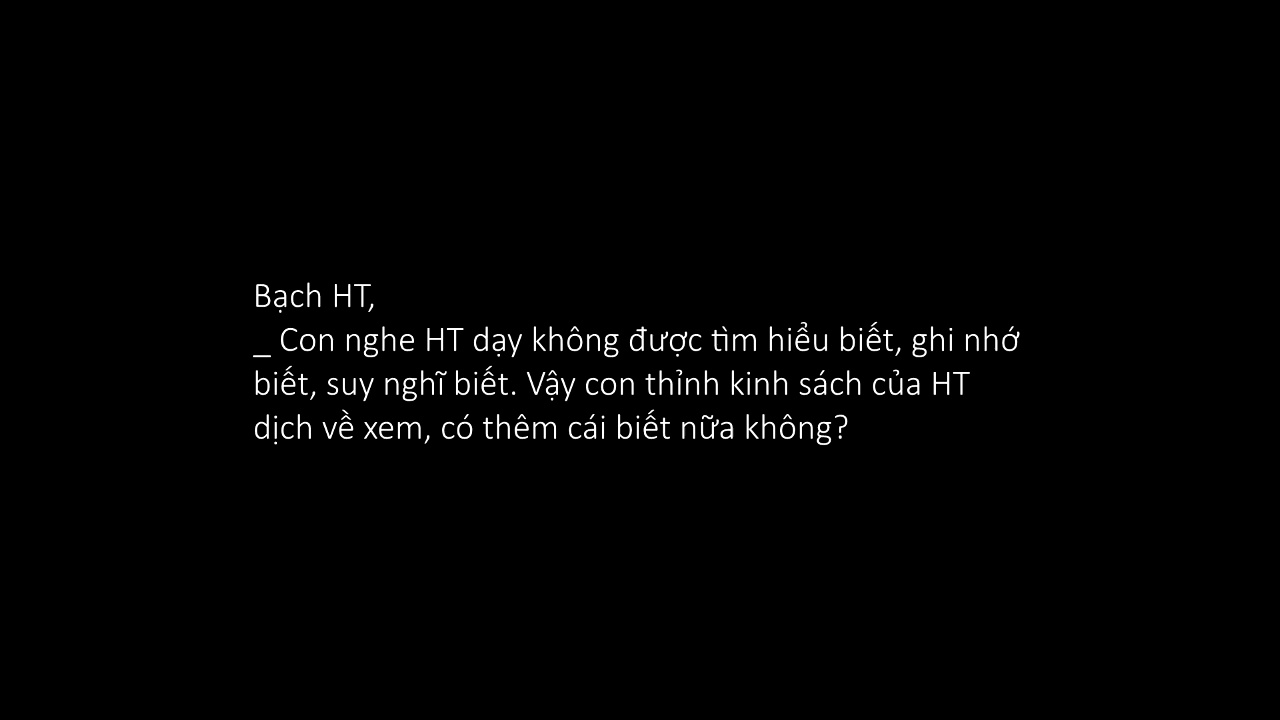 Bạch HT,
_ Con nghe HT dạy không được tìm hiểu biết, ghi nhớ
biết, suy nghĩ biết. Vậy con thỉnh kinh sách của HT
dịch về xem, có thêm cái biết nữa không?